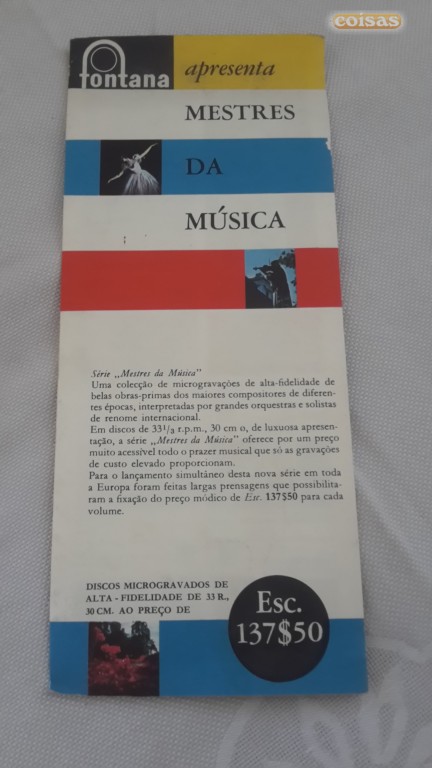 coisas
fontana
apresenta
MESTRES
DA
MÚSICA
Série „Mestres da Música"
Uma colecção de microgravações de alta-fidelidade de
belas obras-primas dos maiores compositores de diferen-
tes épocas, interpretadas por grandes orquestras e solistas
de renome internacional.
Em discos de 33¹/₃ r.p.m., 30 cm o, de luxuosa apresen-
tação, a série „Mestres da Música" oferece por um preço
muito acessível todo o prazer musical que só as gravações
de custo elevado proporcionam.
Para o lançamento simultâneo desta nova série em toda
a Europa foram feitas largas prensagens que possibilita-
ram a fixação do preço módico de Esc. 137$50 para cada
volume.
DISCOS MICROGRAVADOS DE
ALTA - FIDELIDADE DE 33 R.,
30 CM. AO PREÇO DE
Esc.
137$50